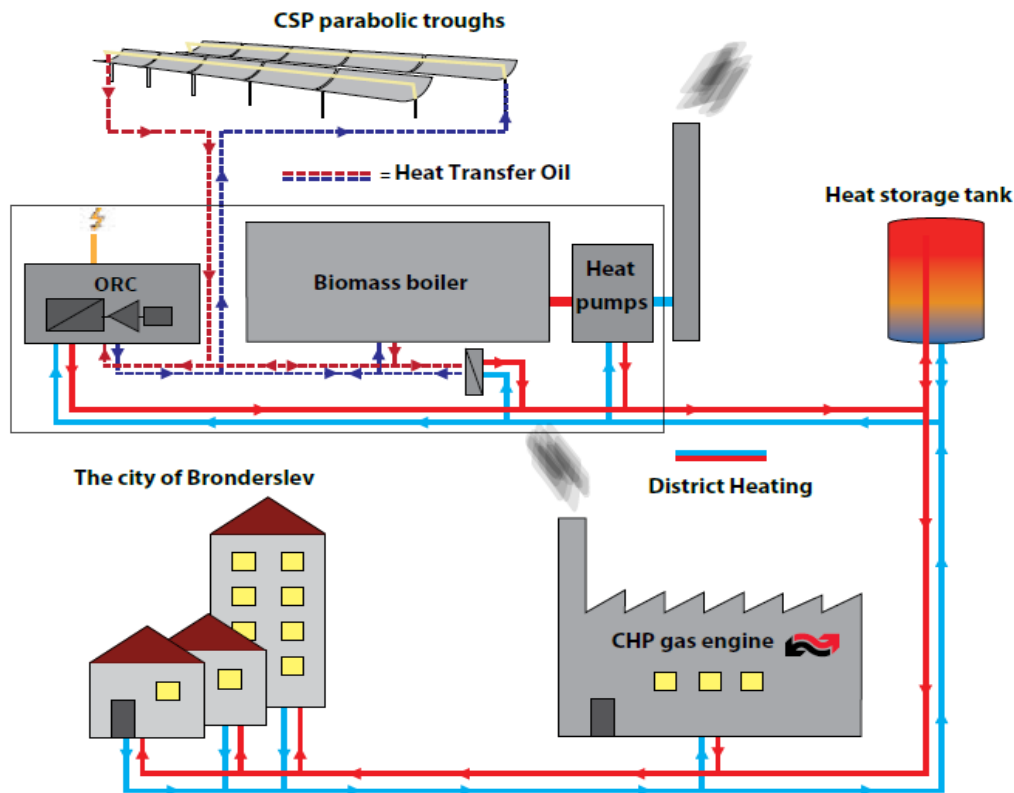 CSP parabolic troughs
= Heat Transfer Oil
Heat storage tank
ORC
Biomass boiler
Heat
pumps
The city of Bronderslev
District Heating
CHP gas engine